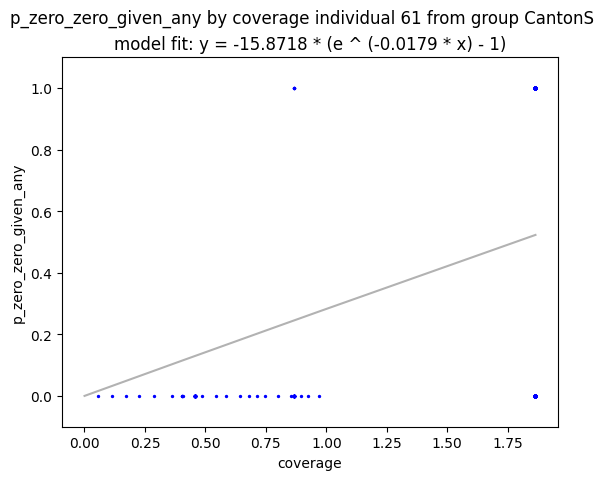 p_zero_zero_given_any by coverage individual 61 from group CantonS
model fit: y = -15.8718 * (e ^ (-0.0179 * x) - 1)
1.0
0.8
0.6
0.4
0.2
0.0
p_zero_zero_given_any
0.00 0.25 0.50 0.75 1.00 1.25 1.50 1.75
coverage